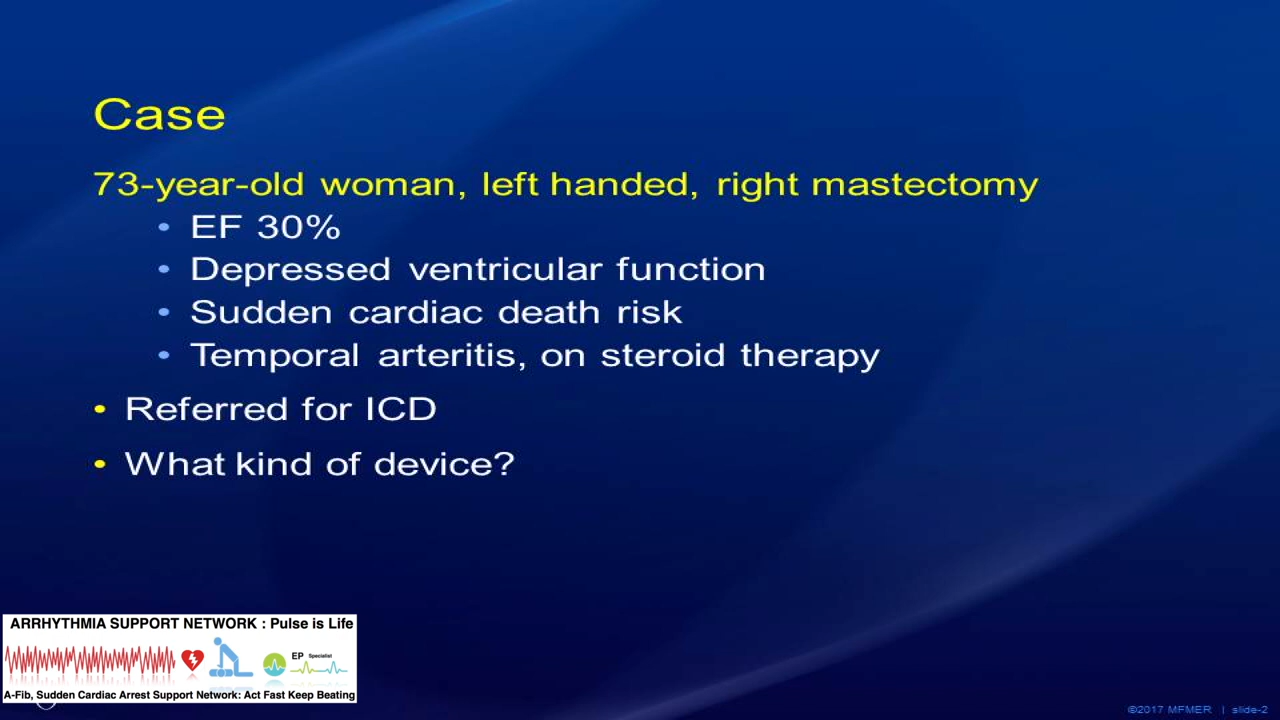 Case
73-year-old woman, left handed, right mastectomy
• EF 30%
• Depressed ventricular function
• Sudden cardiac death risk
• Temporal arteritis, on steroid therapy
• Referred for ICD
• What kind of device?
ARRHYTHMIA SUPPORT NETWORK : Pulse is Life
EP Specialist
A-Fib, Sudden Cardiac Arrest Support Network: Act Fast Keep Beating
©2017 MFMER | slide-2